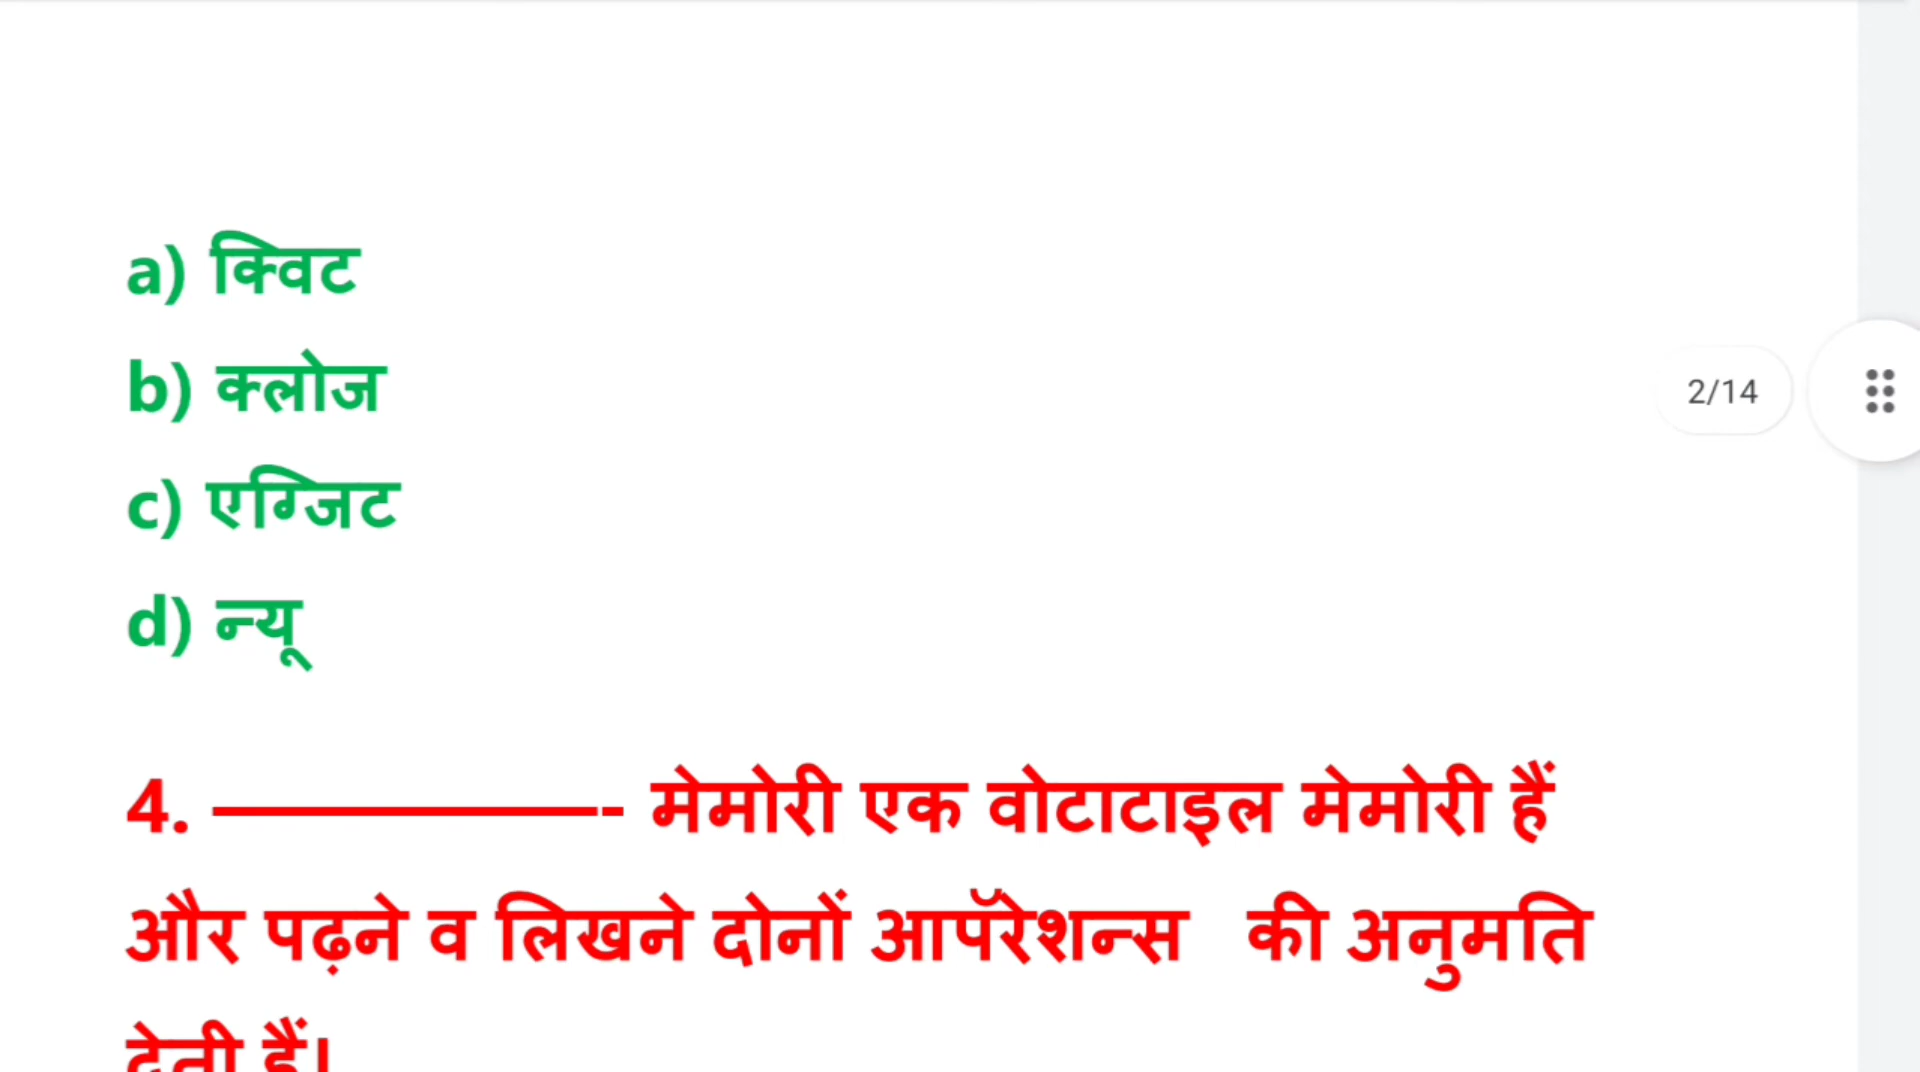 a) क्विट
b) क्लोज
2/14
c) एग्जिट
d) न्यू
4. ——————- मेमोरी एक वोटाटाइल मेमोरी हैं
और पढ़ने व लिखने दोनों आपॅरेशन्स की अनुमति
देती हैं।